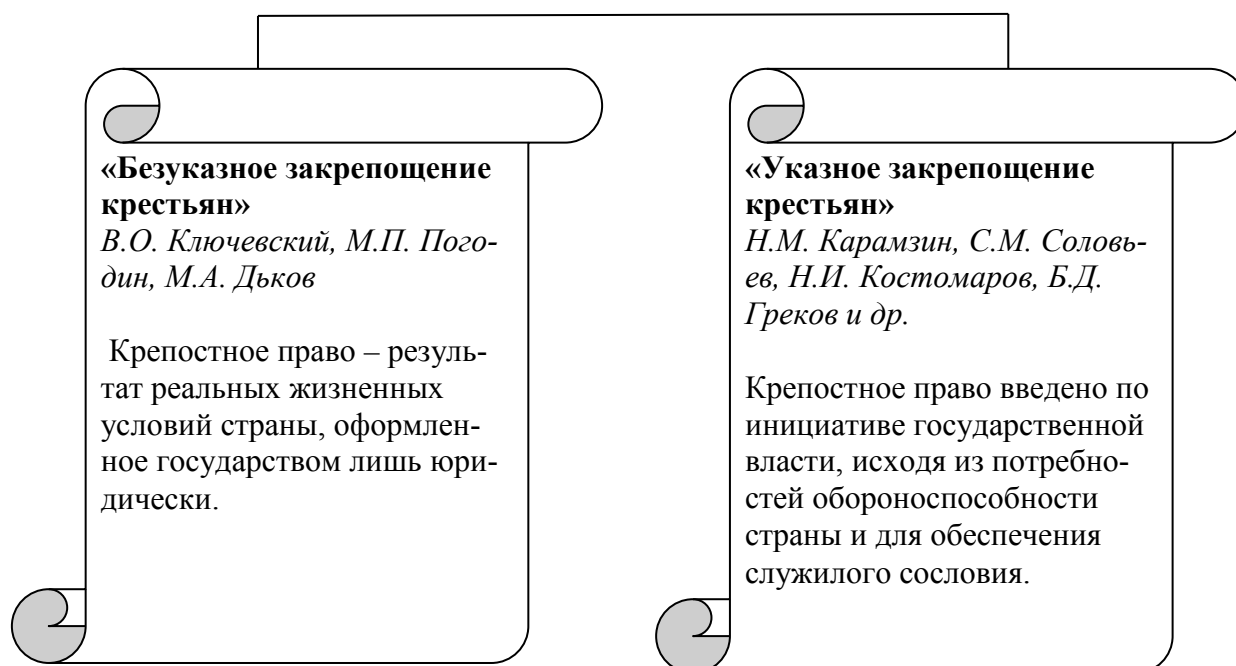 «Безуказное закрепощение
крестьян»
В.О. Ключевский, М.П. Пого-
дин, М.А. Дьков
Крепостное право – резуль-
тат реальных жизненных
условий страны, оформлен-
ное государством лишь юри-
дически.
«Указное закрепощение
крестьян»
Н.М. Карамзин, С.М. Соловь-
ев, Н.И. Костомаров, Б.Д.
Греков и др.
Крепостное право введено по
инициативе государственной
власти, исходя из потребно-
стей обороноспособности
страны и для обеспечения
служилого сословия.